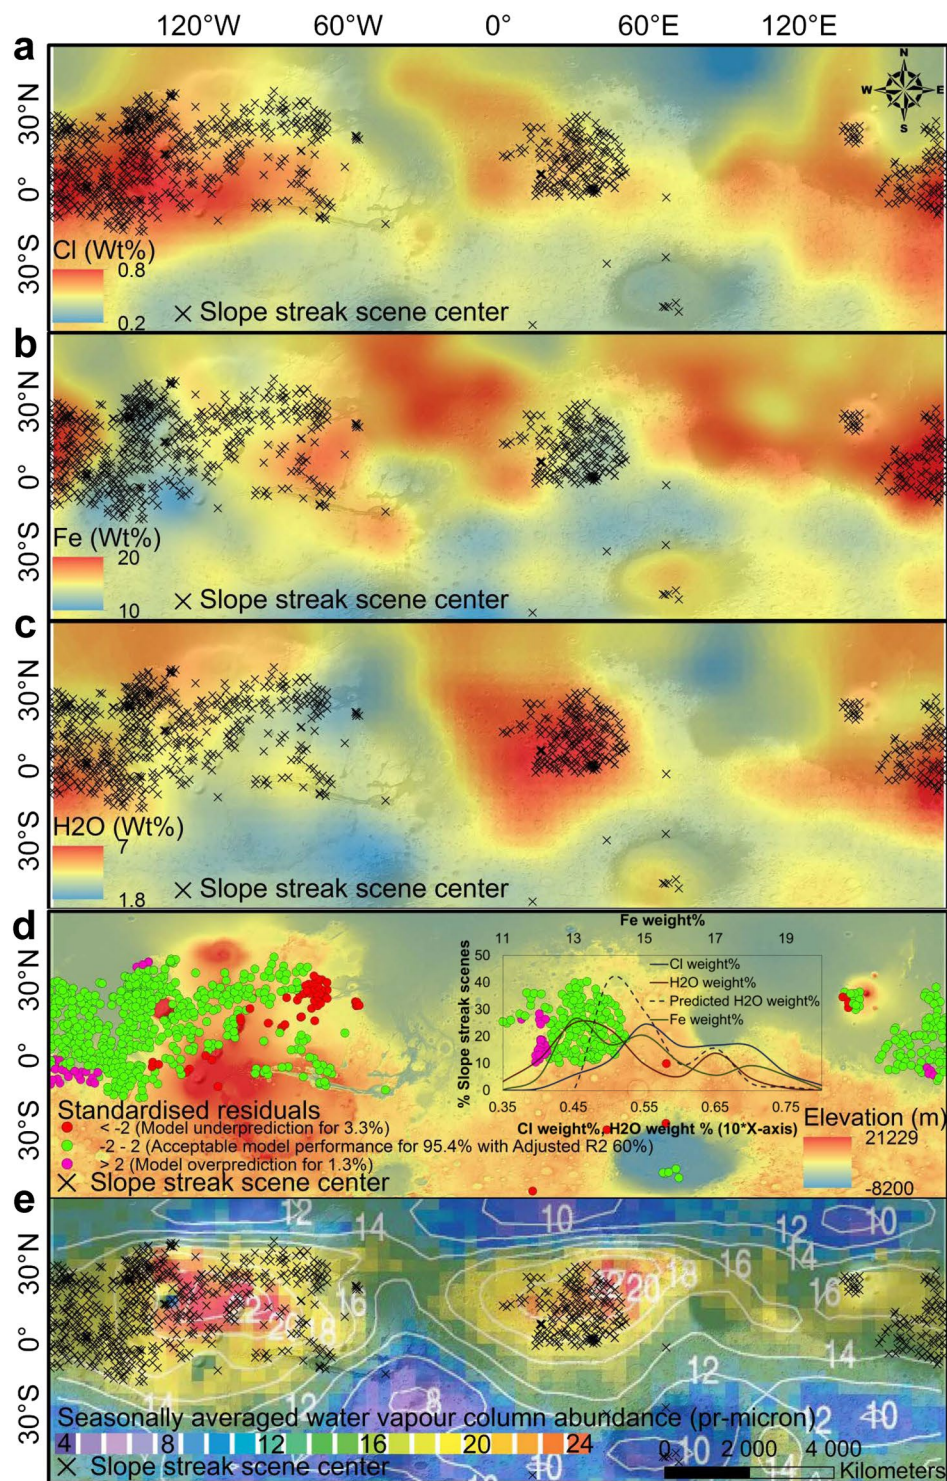 120°W 60°W 0° 60°E 120°E
a
N
W E
S
30°N
0°
30°S
Cl (Wt%)
0.8
0.2
× Slope streak scene center
b
30°N
0°
30°S
Fe (Wt%)
20
10
× Slope streak scene center
c
30°N
0°
30°S
H2O (Wt%)
7
1.8
× Slope streak scene center
d
30°N
0°
30°S
Fe weight%
11 13 15 17 19
% Slope streak scenes
50
40
30
20
10
0
Cl weight%
H2O weight%
Predicted H2O weight%
Fe weight%
0.35 0.45 0.55 0.65 0.75
Cl weight%, H2O weight % (10*X-axis)
Standardised residuals
< -2 (Model underprediction for 3.3%)
-2 - 2 (Acceptable model performance for 95.4% with Adjusted R2 60%)
> 2 (Model overprediction for 1.3%)
× Slope streak scene center
Elevation (m)
21229
-8200
e
30°N
0°
30°S
12 14 10 12 10
14
16 18 16 16
20
18
14
12
14 12
8 10
10 14
10
Seasonally averaged water vapour column abundance (pr-micron)
4 8 12 16 20 24
× Slope streak scene center
0 2 000 4 000
Kilometers